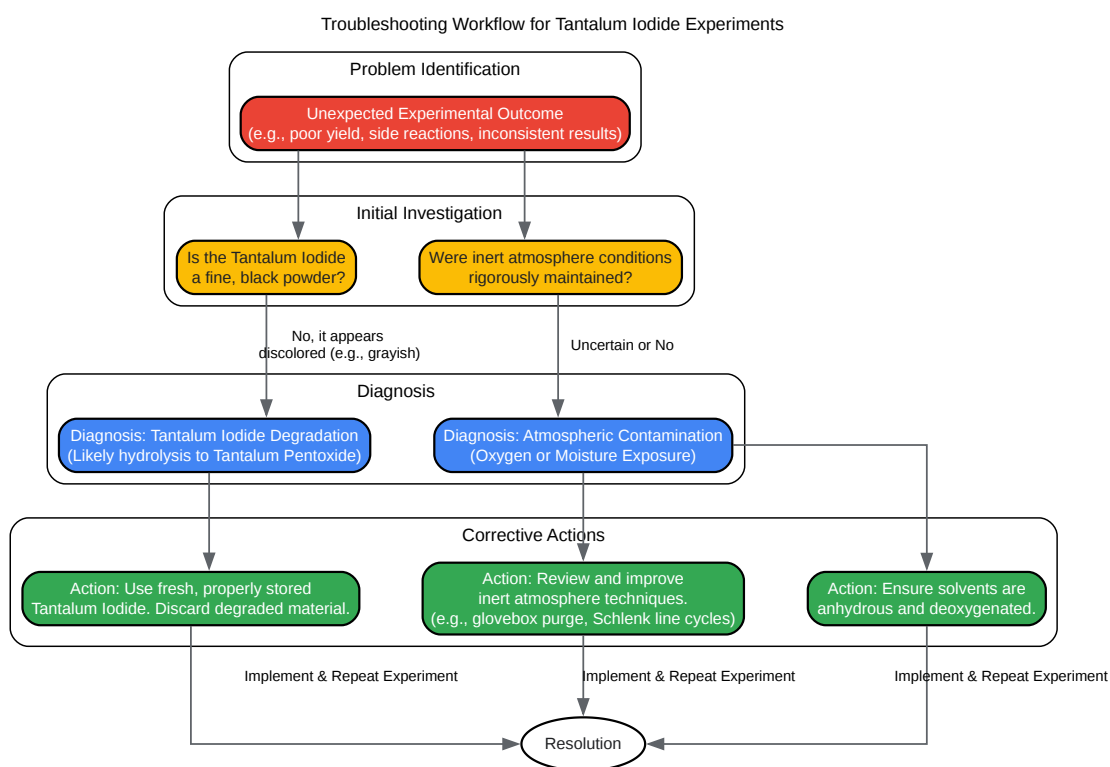 Troubleshooting Workflow for Tantalum Iodide Experiments
Problem Identification
Unexpected Experimental Outcome
(e.g., poor yield, side reactions, inconsistent results)
Initial Investigation
Is the Tantalum Iodide
a fine, black powder?
Were inert atmosphere conditions
rigorously maintained?
No, it appears
discolored (e.g., grayish)
Uncertain or No
Diagnosis
Diagnosis: Tantalum Iodide Degradation
(Likely hydrolysis to Tantalum Pentoxide)
Diagnosis: Atmospheric Contamination
(Oxygen or Moisture Exposure)
Corrective Actions
Action: Use fresh, properly stored
Tantalum Iodide. Discard degraded material.
Action: Review and improve
inert atmosphere techniques.
(e.g., glovebox purge, Schlenk line cycles)
Action: Ensure solvents are
anhydrous and deoxygenated.
Implement & Repeat Experiment
Implement & Repeat Experiment
Implement & Repeat Experiment
Resolution